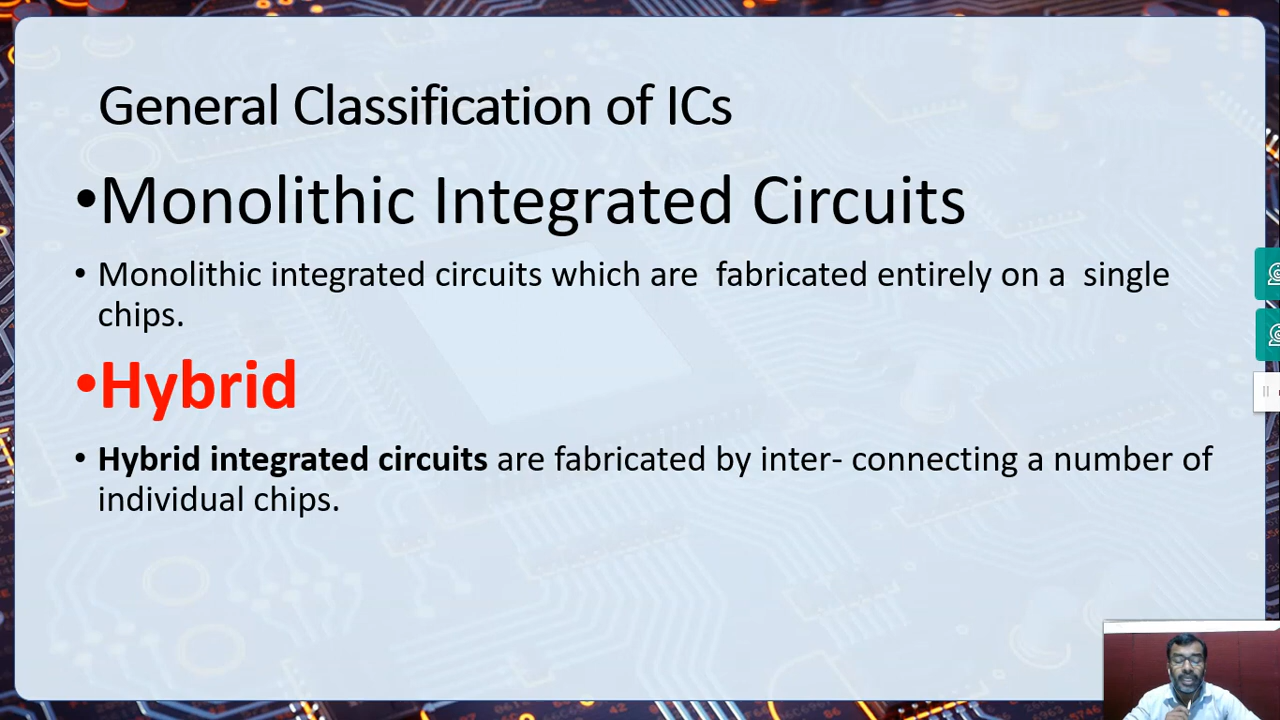 General Classification of ICs
•Monolithic Integrated Circuits
• Monolithic integrated circuits which are  fabricated entirely on a  single
chips.
•Hybrid
• Hybrid integrated circuits are fabricated by inter- connecting a number of
individual chips.